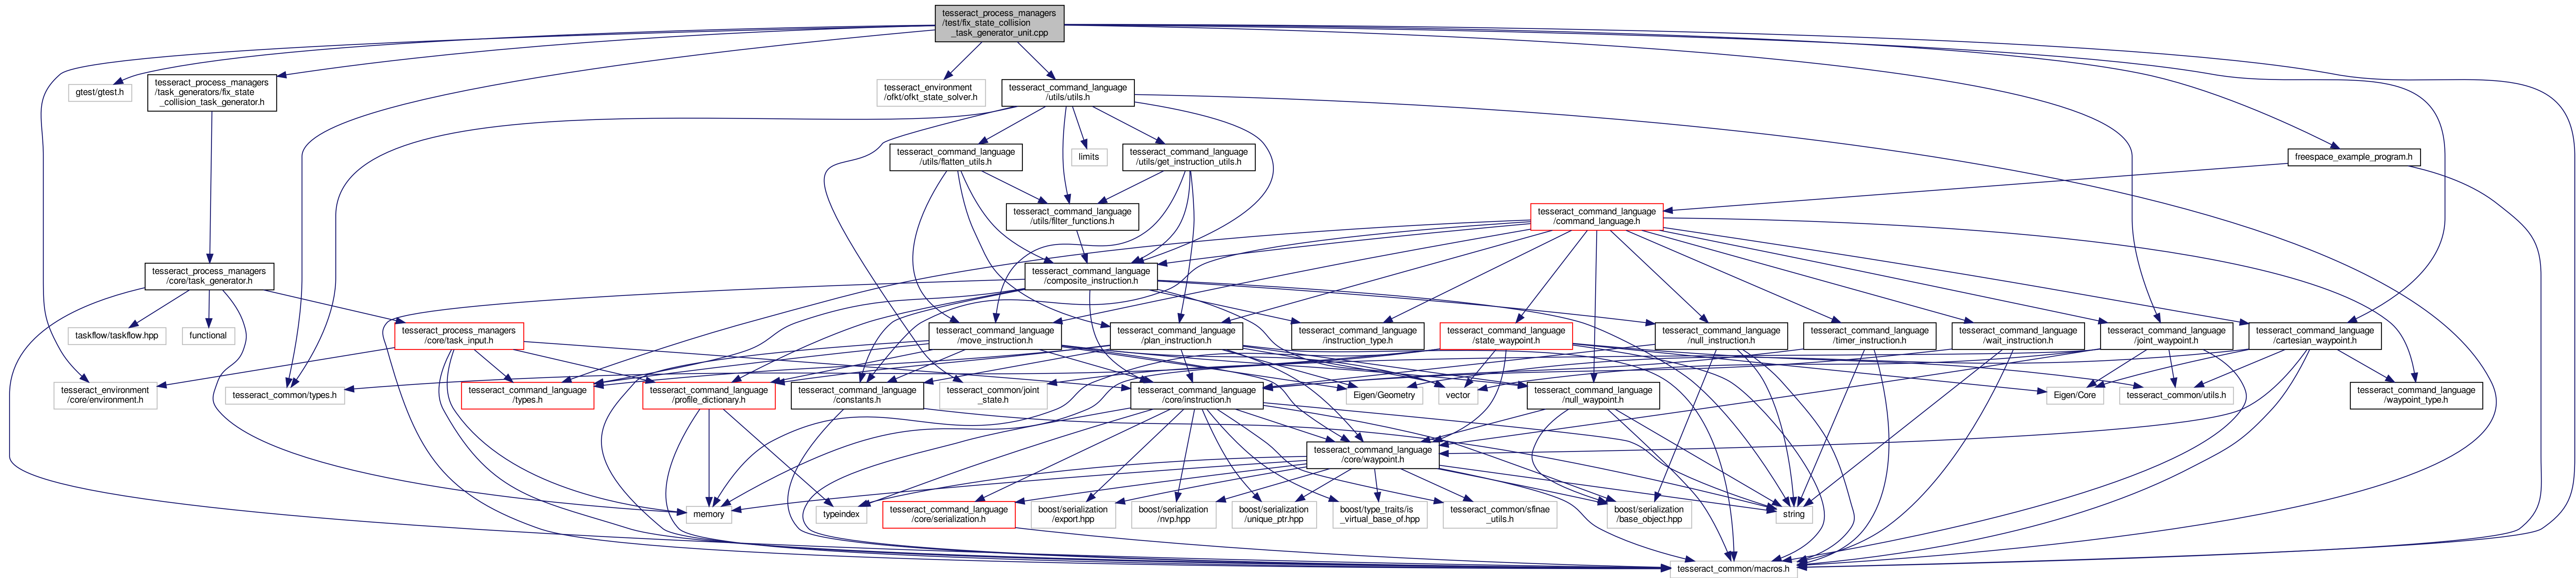 tesseract_process_managers
/test/fix_state_collision
_task_generator_unit.cpp
gtest/gtest.h
tesseract_process_managers
/task_generators/fix_state
_collision_task_generator.h
tesseract_environment
/ofkt/ofkt_state_solver.h
tesseract_command_language
/utils/utils.h
tesseract_command_language
/utils/flatten_utils.h
limits
tesseract_command_language
/utils/get_instruction_utils.h
freespace_example_program.h
tesseract_command_language
/utils/filter_functions.h
tesseract_command_language
/command_language.h
tesseract_process_managers
/core/task_generator.h
tesseract_command_language
/composite_instruction.h
taskflow/taskflow.hpp
functional
tesseract_process_managers
/core/task_input.h
tesseract_command_language
/move_instruction.h
tesseract_command_language
/plan_instruction.h
tesseract_command_language
/instruction_type.h
tesseract_command_language
/state_waypoint.h
tesseract_command_language
/null_instruction.h
tesseract_command_language
/timer_instruction.h
tesseract_command_language
/wait_instruction.h
tesseract_command_language
/joint_waypoint.h
tesseract_command_language
/cartesian_waypoint.h
tesseract_environment
/core/environment.h
tesseract_common/types.h
tesseract_command_language
/types.h
tesseract_command_language
/profile_dictionary.h
tesseract_command_language
/constants.h
tesseract_common/joint
_state.h
tesseract_command_language
/core/instruction.h
Eigen/Geometry
vector
tesseract_command_language
/null_waypoint.h
Eigen/Core
tesseract_common/utils.h
tesseract_command_language
/waypoint_type.h
tesseract_command_language
/core/waypoint.h
memory
typeindex
tesseract_command_language
/core/serialization.h
boost/serialization
/export.hpp
boost/serialization
/nvp.hpp
boost/serialization
/unique_ptr.hpp
boost/type_traits/is
_virtual_base_of.hpp
tesseract_common/sfinae
_utils.h
boost/serialization
/base_object.hpp
string
tesseract_common/macros.h